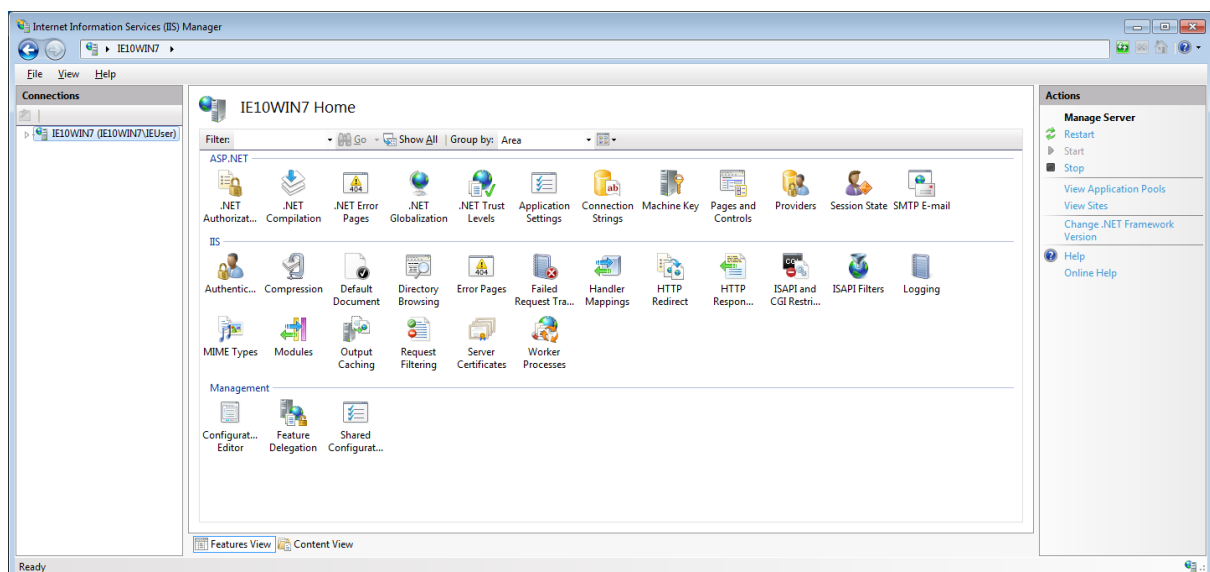 Internet Information Services (IIS) Manager
IE10WIN7
File View Help
Connections
IE10WIN7 (IE10WIN7\IEUser)
IE10WIN7 Home
Filter: Go Show All Group by: Area
ASP.NET
.NET Authorizat...
.NET Compilation
.NET Error Pages
.NET Globalization
.NET Trust Levels
Application Settings
Connection Strings
Machine Key
Pages and Controls
Providers
Session State
SMTP E-mail
IIS
Authentic...
Compression
Default Document
Directory Browsing
Error Pages
Failed Request Tra...
Handler Mappings
HTTP Redirect
HTTP Respon...
ISAPI and CGI Restri...
ISAPI Filters
Logging
MIME Types
Modules
Output Caching
Request Filtering
Server Certificates
Worker Processes
Management
Configurat... Editor
Feature Delegation
Shared Configurat...
Features View Content View
Ready
Actions
Manage Server
Restart
Start
Stop
View Application Pools
View Sites
Change .NET Framework
Version
Help
Online Help